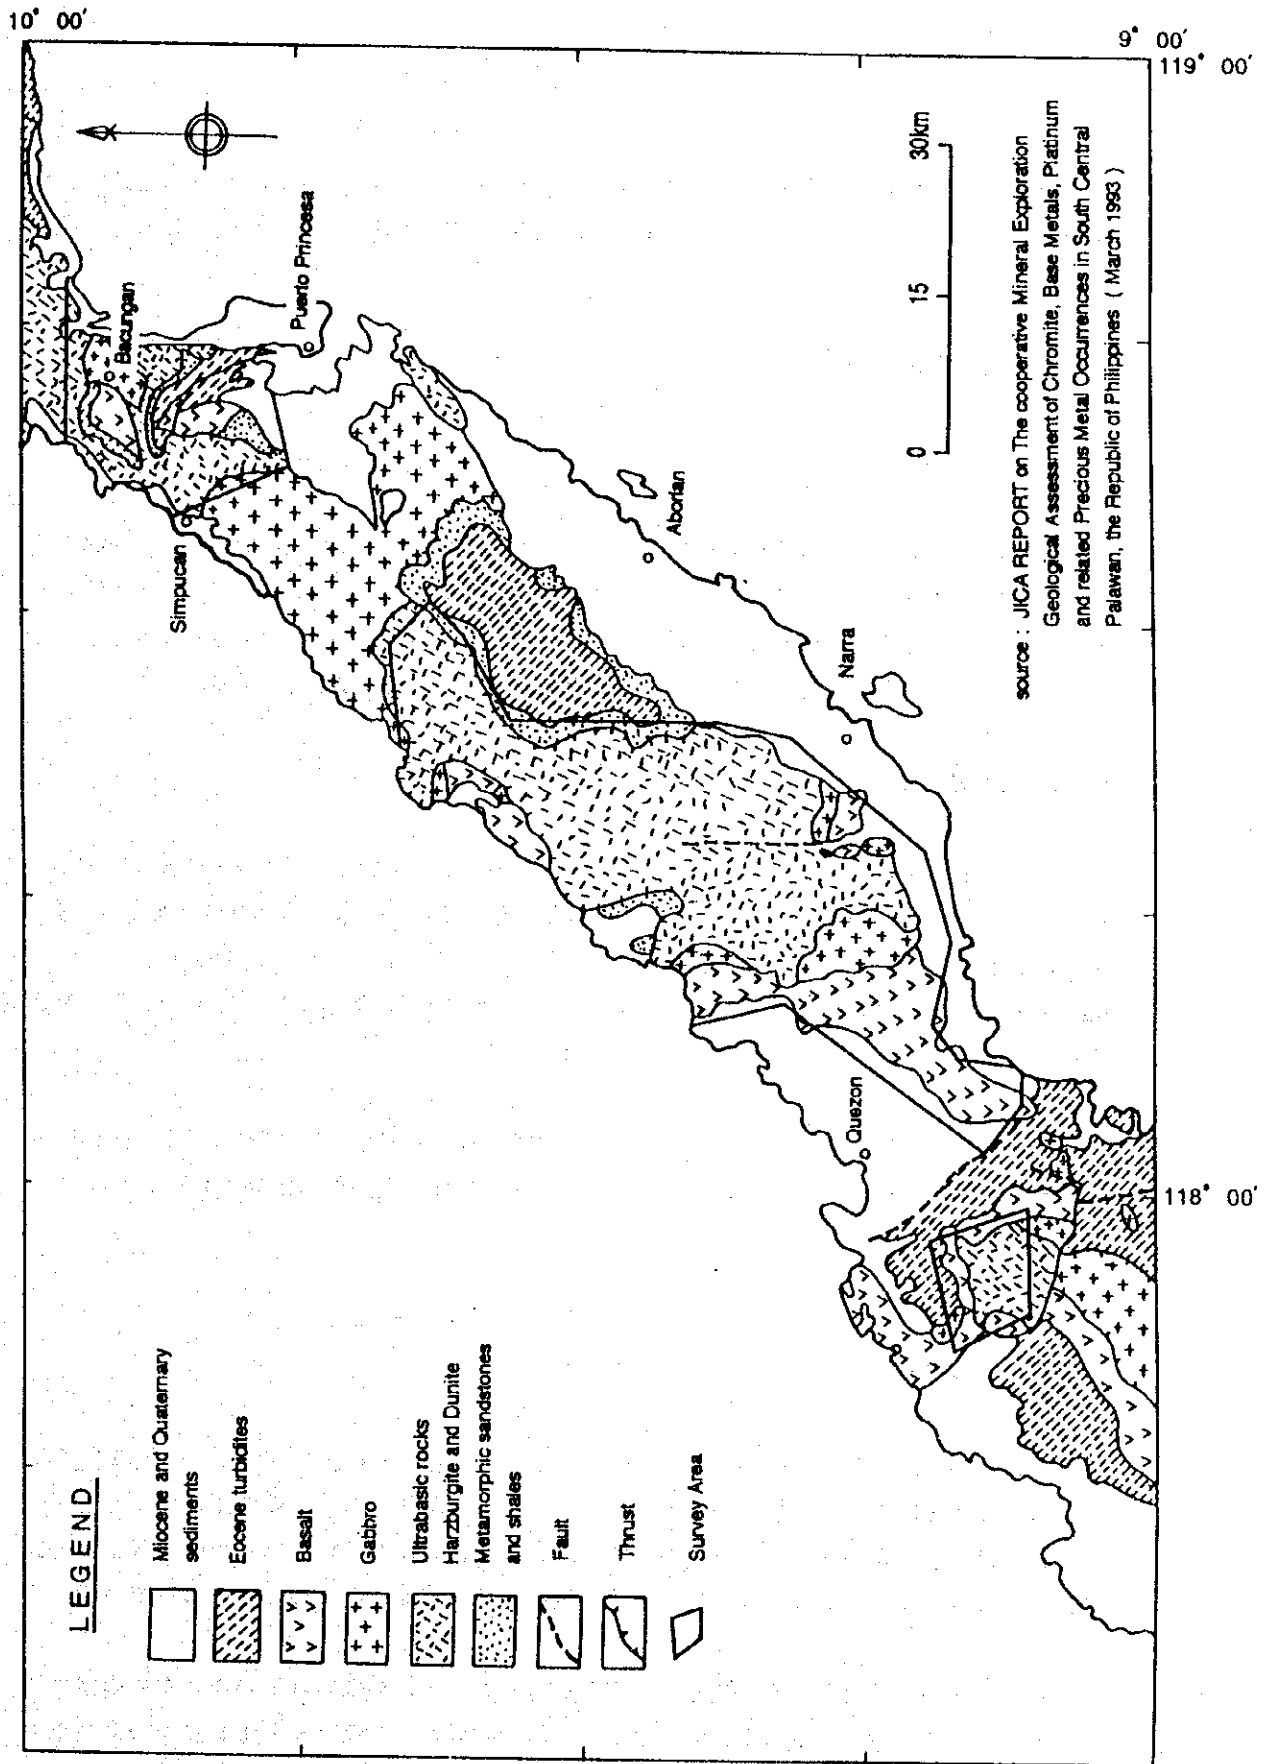 10° 00'
9° 00'
119° 00'
118° 00'
Bacungan
Puerto Princesa
Simpucan
Aborlan
Narra
Quezon
0 15 30km
source : JICA REPORT on The cooperative Mineral Exploration
Geological Assessment of Chromite, Base Metals, Platinum
and related Precious Metal Occurrences in South Central
Palawan, the Republic of Philippines ( March 1993 )
LEGEND
Miocene and Quaternary
sediments
Eocene turbidites
Basalt
Gabbro
Ultrabasic rocks
Harzburgite and Dunite
Metamorphic sandstones
and shales
Fault
Thrust
Survey Area